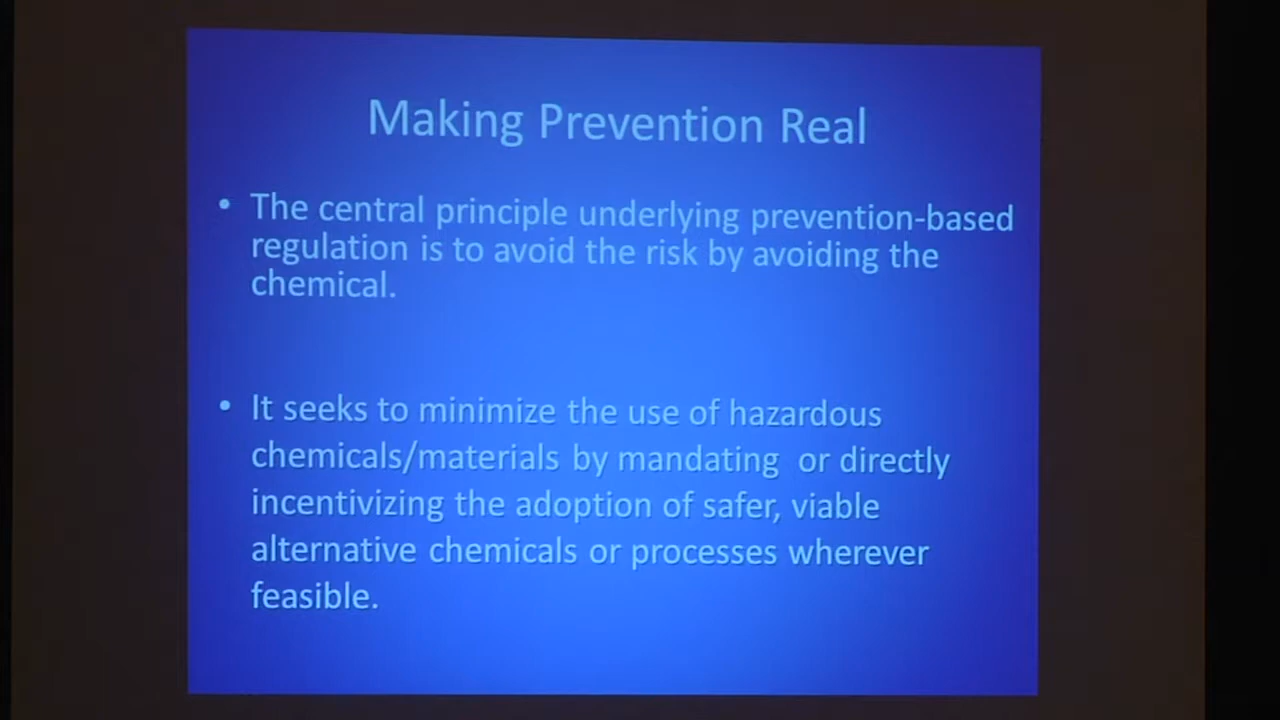 Making Prevention Real
• The central principle underlying prevention-based
regulation is to avoid the risk by avoiding the
chemical.
• It seeks to minimize the use of hazardous
chemicals/materials by mandating or directly
incentivizing the adoption of safer, viable
alternative chemicals or processes wherever
feasible.